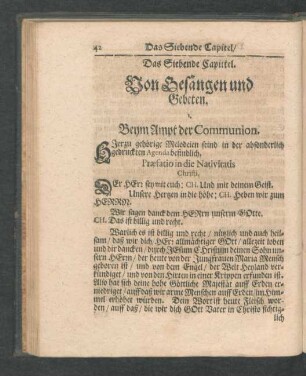 42 Das Siebende Capitel/
Das Siebende Capittel.
Von Gesängen und
Gebeten.
Beym Ampt der Communion.
HJerzu gehörige Melodeien seind in der absonderlich
gedruckten Agenda befindlich.
Præfatio in die Nativitatis
Christi.
DEr HErr sey mit euch; CH. Und mit deinem Geist.
Unsere Hertzen in die höhe; CH. Heben wir zum
HERRN.
Wir sagen danck dem HErrn unserm GOtte.
CH. Das ist billig und recht.
Warlich es ist billig und recht / nützlich und auch heil-
sam / daß wir dich HErr allmächtiger GOtt / allezeit loben
und dir dancken / durch JEsum Christum deinen Sohn un-
sern HErrn / der heute von der Jungfrauen Maria Mensch
geboren ist / und von dem Engel / der Welt Heyland ver-
kündiget / und von den Hirten in einer Krippen erfunden ist.
Also hat sich deine hohe Göttliche Majestät auff Erden er-
niedriget / auff daß wir arme Menschen auff Erden / im Him-
mel erhöhet würden. Dein Wort ist heute Fleisch wor-
den / auff daß / die wir dich GOtt Vater in Christo sichtig-
lich